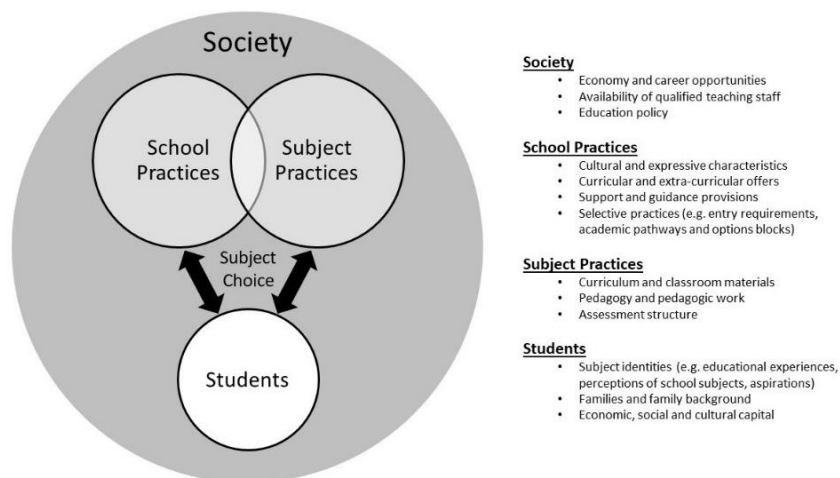 Society
School
Practices
Subject
Practices
Subject
Choice
Students
Society
• Economy and career opportunities
• Availability of qualified teaching staff
• Education policy
School Practices
• Cultural and expressive characteristics
• Curricular and extra-curricular offers
• Support and guidance provisions
• Selective practices (e.g. entry requirements,
academic pathways and options blocks)
Subject Practices
• Curriculum and classroom materials
• Pedagogy and pedagogic work
• Assessment structure
Students
• Subject identities (e.g. educational experiences,
perceptions of school subjects, aspirations)
• Families and family background
• Economic, social and cultural capital